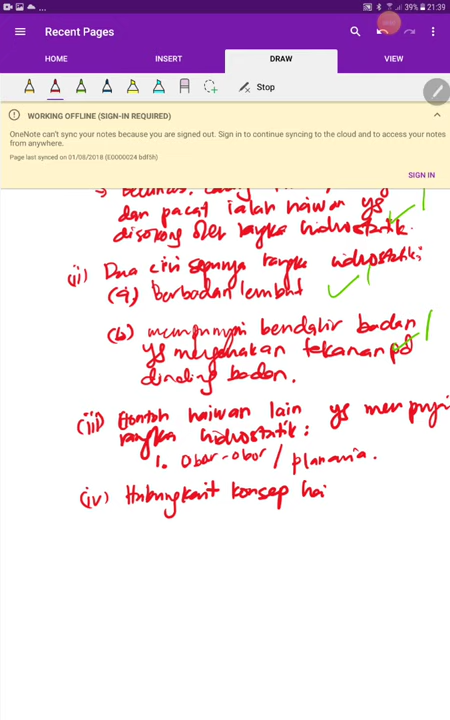 39% 21:39
Recent Pages
HOME INSERT DRAW VIEW
Stop
WORKING OFFLINE (SIGN-IN REQUIRED)
OneNote can't sync your notes because you are signed out. Sign in to continue syncing to the cloud and to access your notes
from anywhere.
Page last synced on 01/08/2018 (E0000024 bdf5h)
SIGN IN
dan pacat ialah haiwan yg
disokong oleh rangka hidrostatik.
(ii) Dua ciri sepunya rangka hidrostatik;
(a) Berbadan lembut
(b) mempunyai bendalir badan
yg mengenakan tekanan pd
dinding badan.
(iii) Contoh haiwan lain yg mempunyai
rangka hidrostatik:
1. Obor-obor / planaria.
(iv) Hubungkait konsep hai